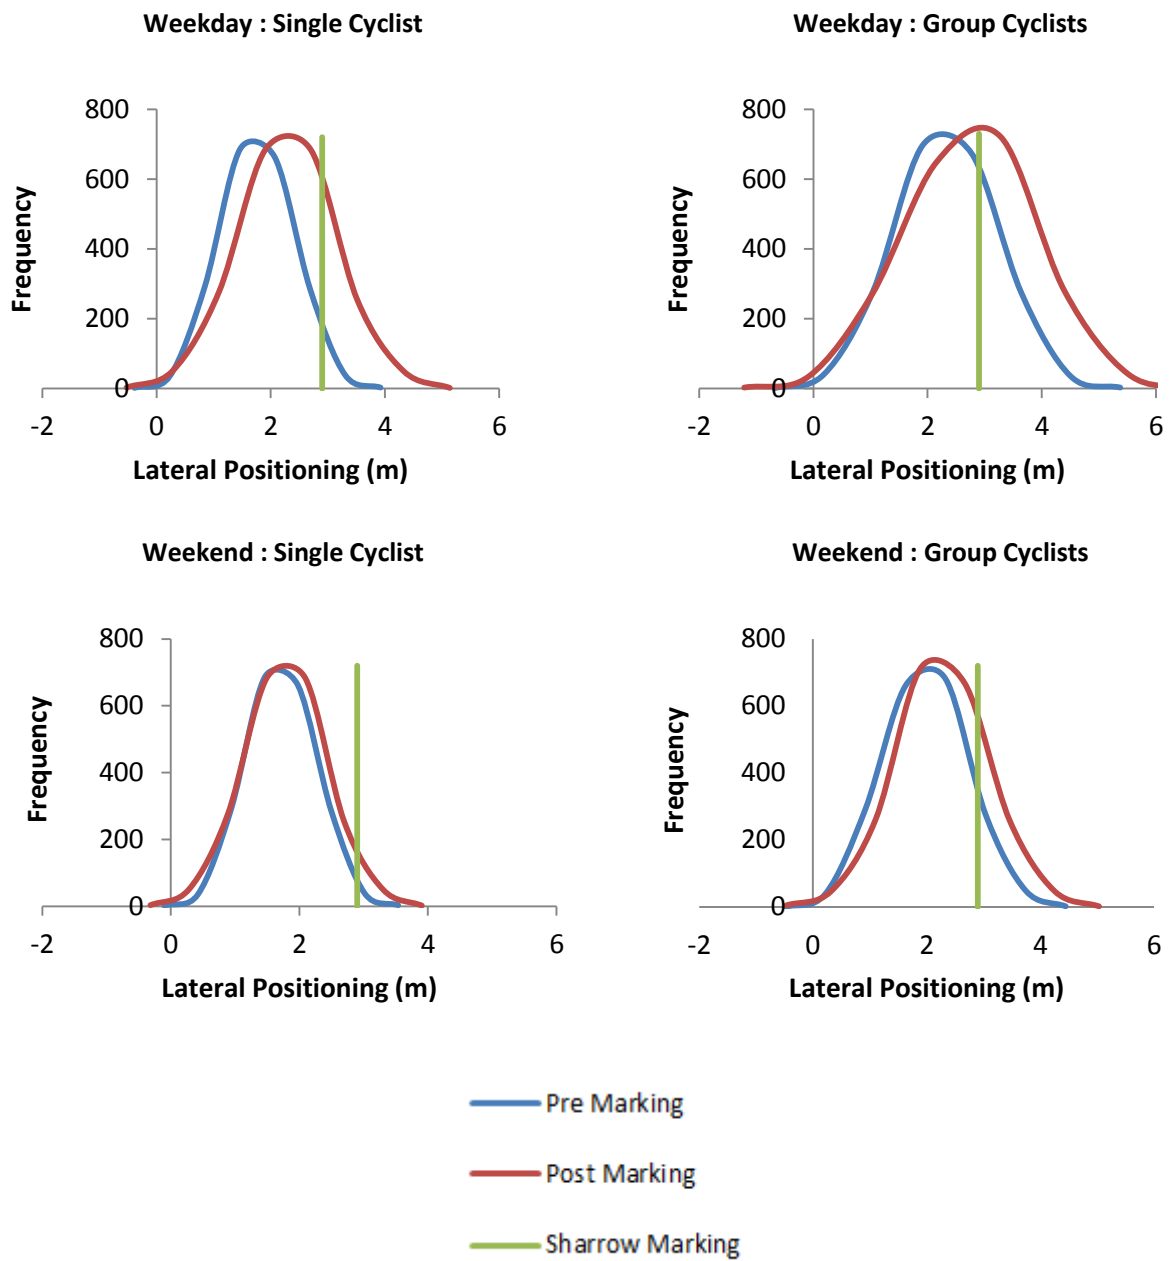 Weekday : Single Cyclist
800
600
400
200
0
-2 0 2 4 6
Frequency
Lateral Positioning (m)
Weekday : Group Cyclists
800
600
400
200
0
-2 0 2 4 6
Frequency
Lateral Positioning (m)
Weekend : Single Cyclist
800
600
400
200
0
-2 0 2 4 6
Frequency
Lateral Positioning (m)
Weekend : Group Cyclists
800
600
400
200
0
-2 0 2 4 6
Frequency
Lateral Positioning (m)
Pre Marking
Post Marking
Sharrow Marking